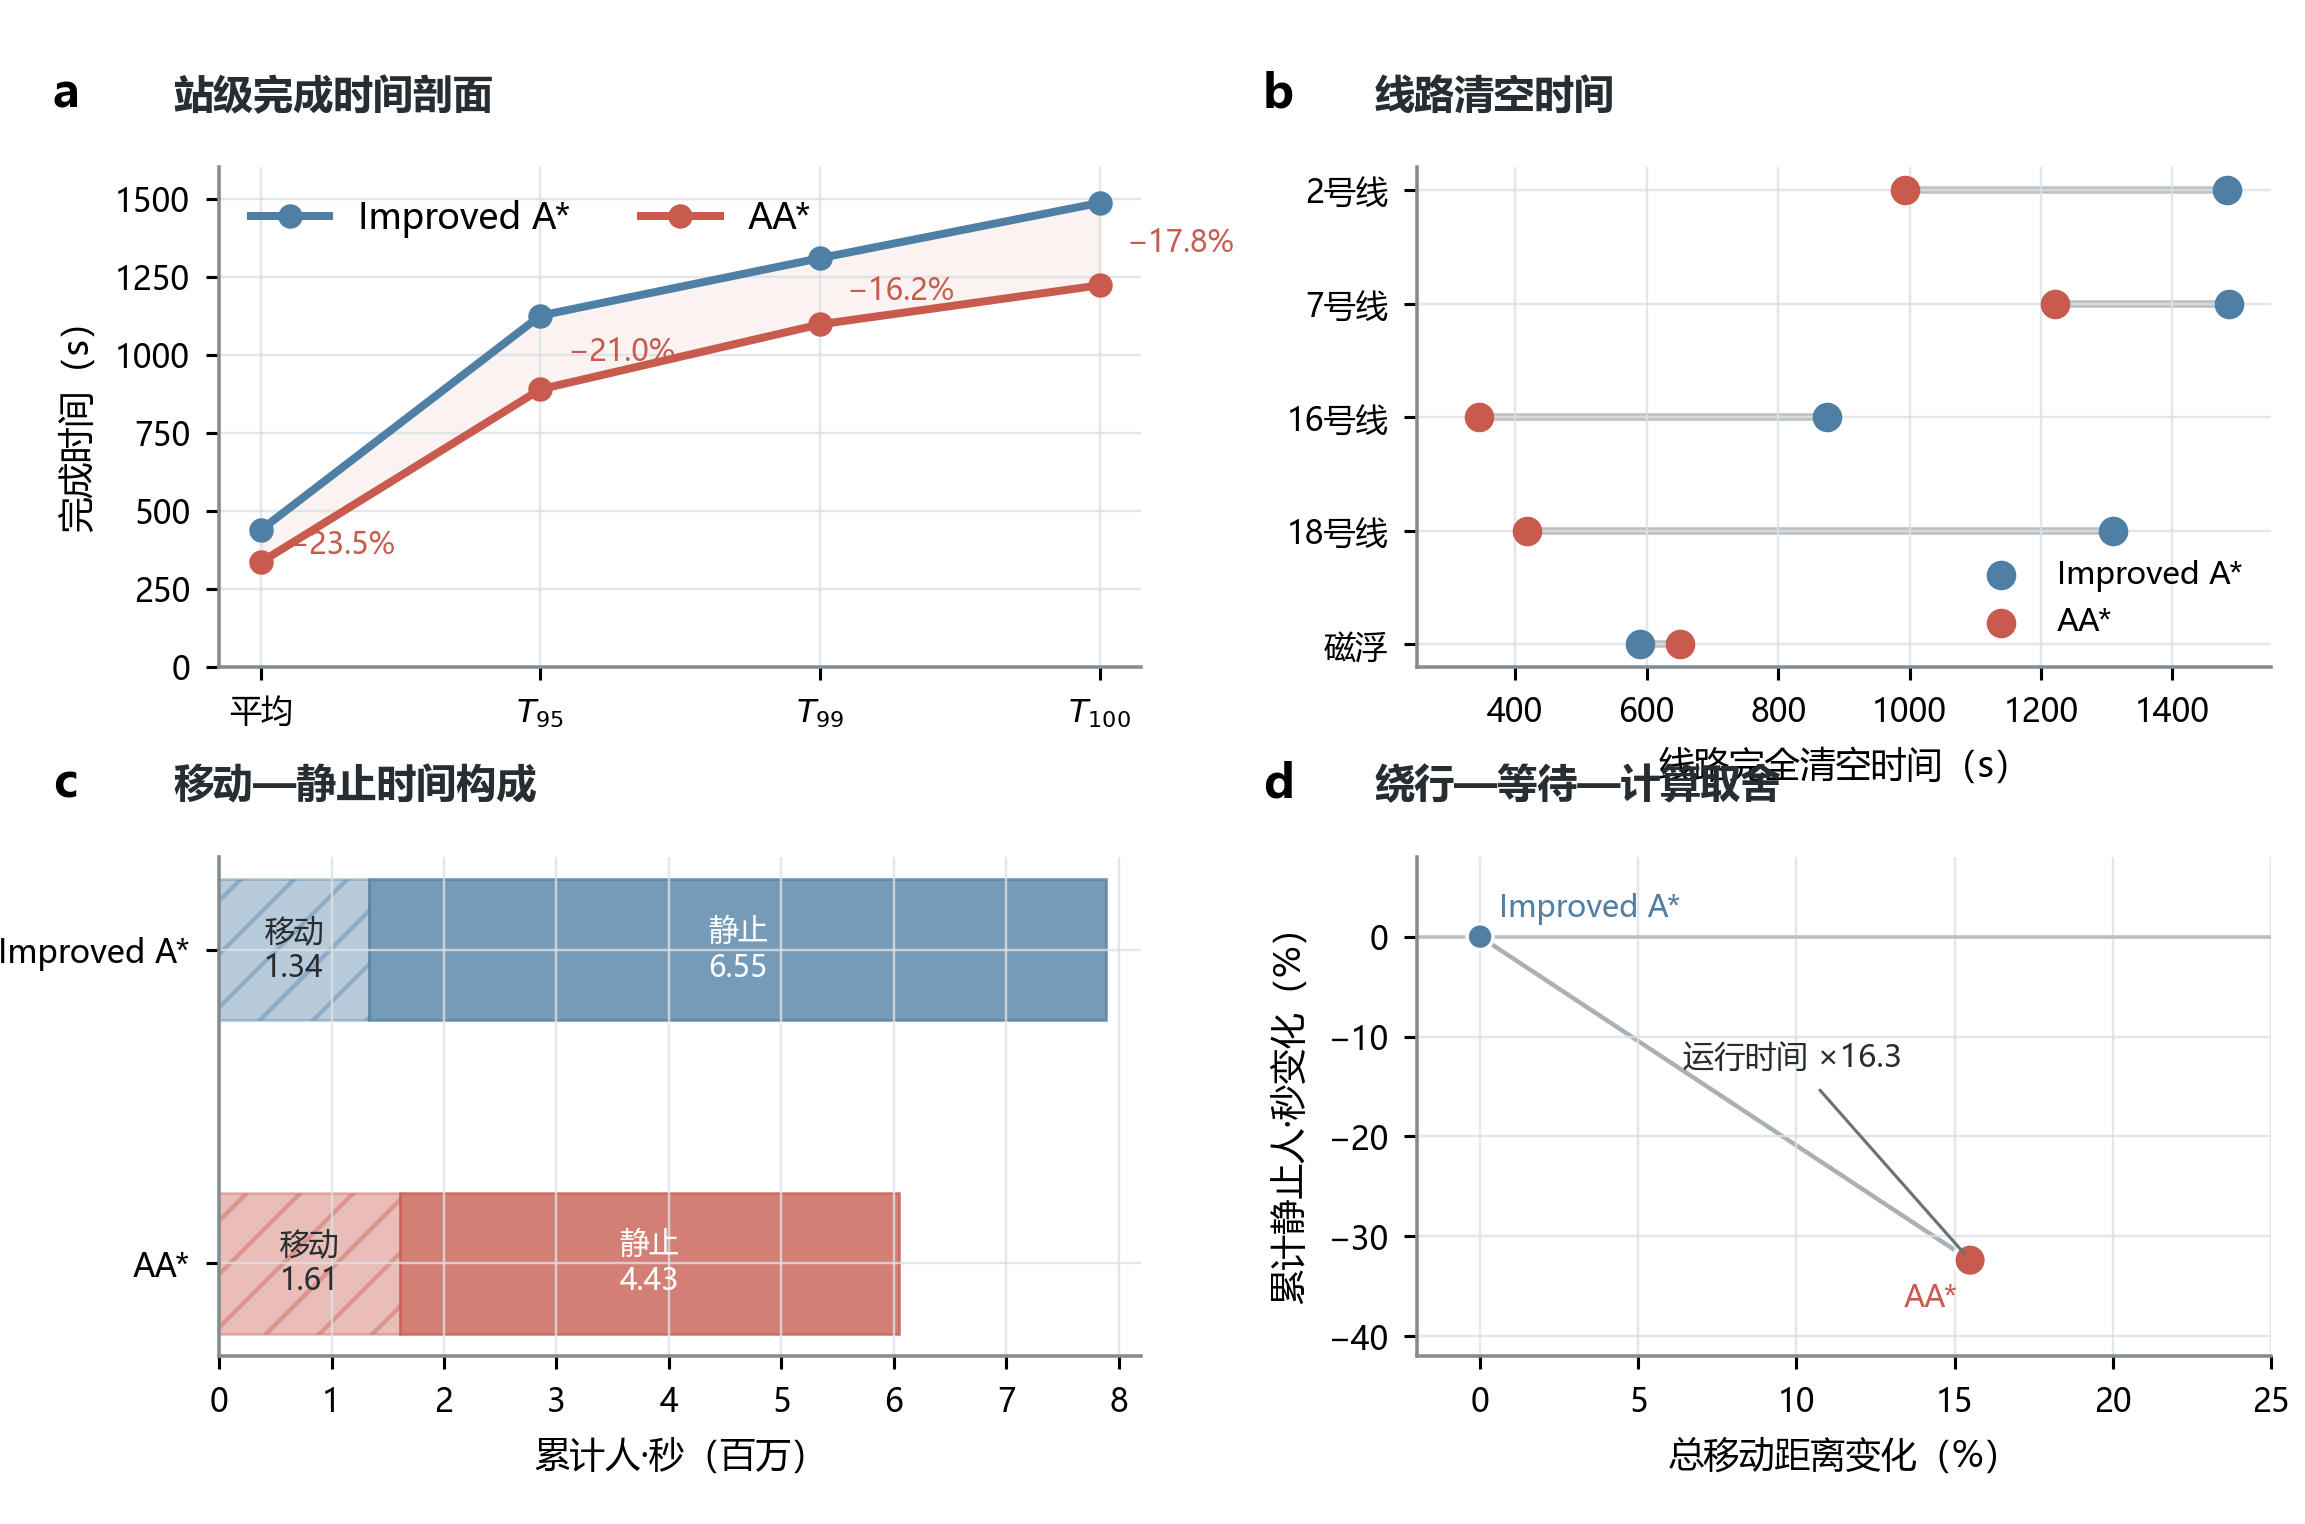 a 站级完成时间剖面
1500
1250
1000
750
500
250
0
完成时间（s）
Improved A*
AA*
−23.5%
−21.0%
−16.2%
−17.8%
平均
T95
T99
T100
b 线路清空时间
2号线
7号线
16号线
18号线
磁浮
Improved A*
AA*
400 600 800 1000 1200 1400
线路完全清空时间（s）
c 移动—静止时间构成
Improved A*
移动
1.34
静止
6.55
AA*
移动
1.61
静止
4.43
0 1 2 3 4 5 6 7 8
累计人·秒（百万）
d 绕行—等待—计算取舍
累计静止人·秒变化（%）
0
−10
−20
−30
−40
Improved A*
运行时间 ×16.3
AA*
0 5 10 15 20 25
总移动距离变化（%）